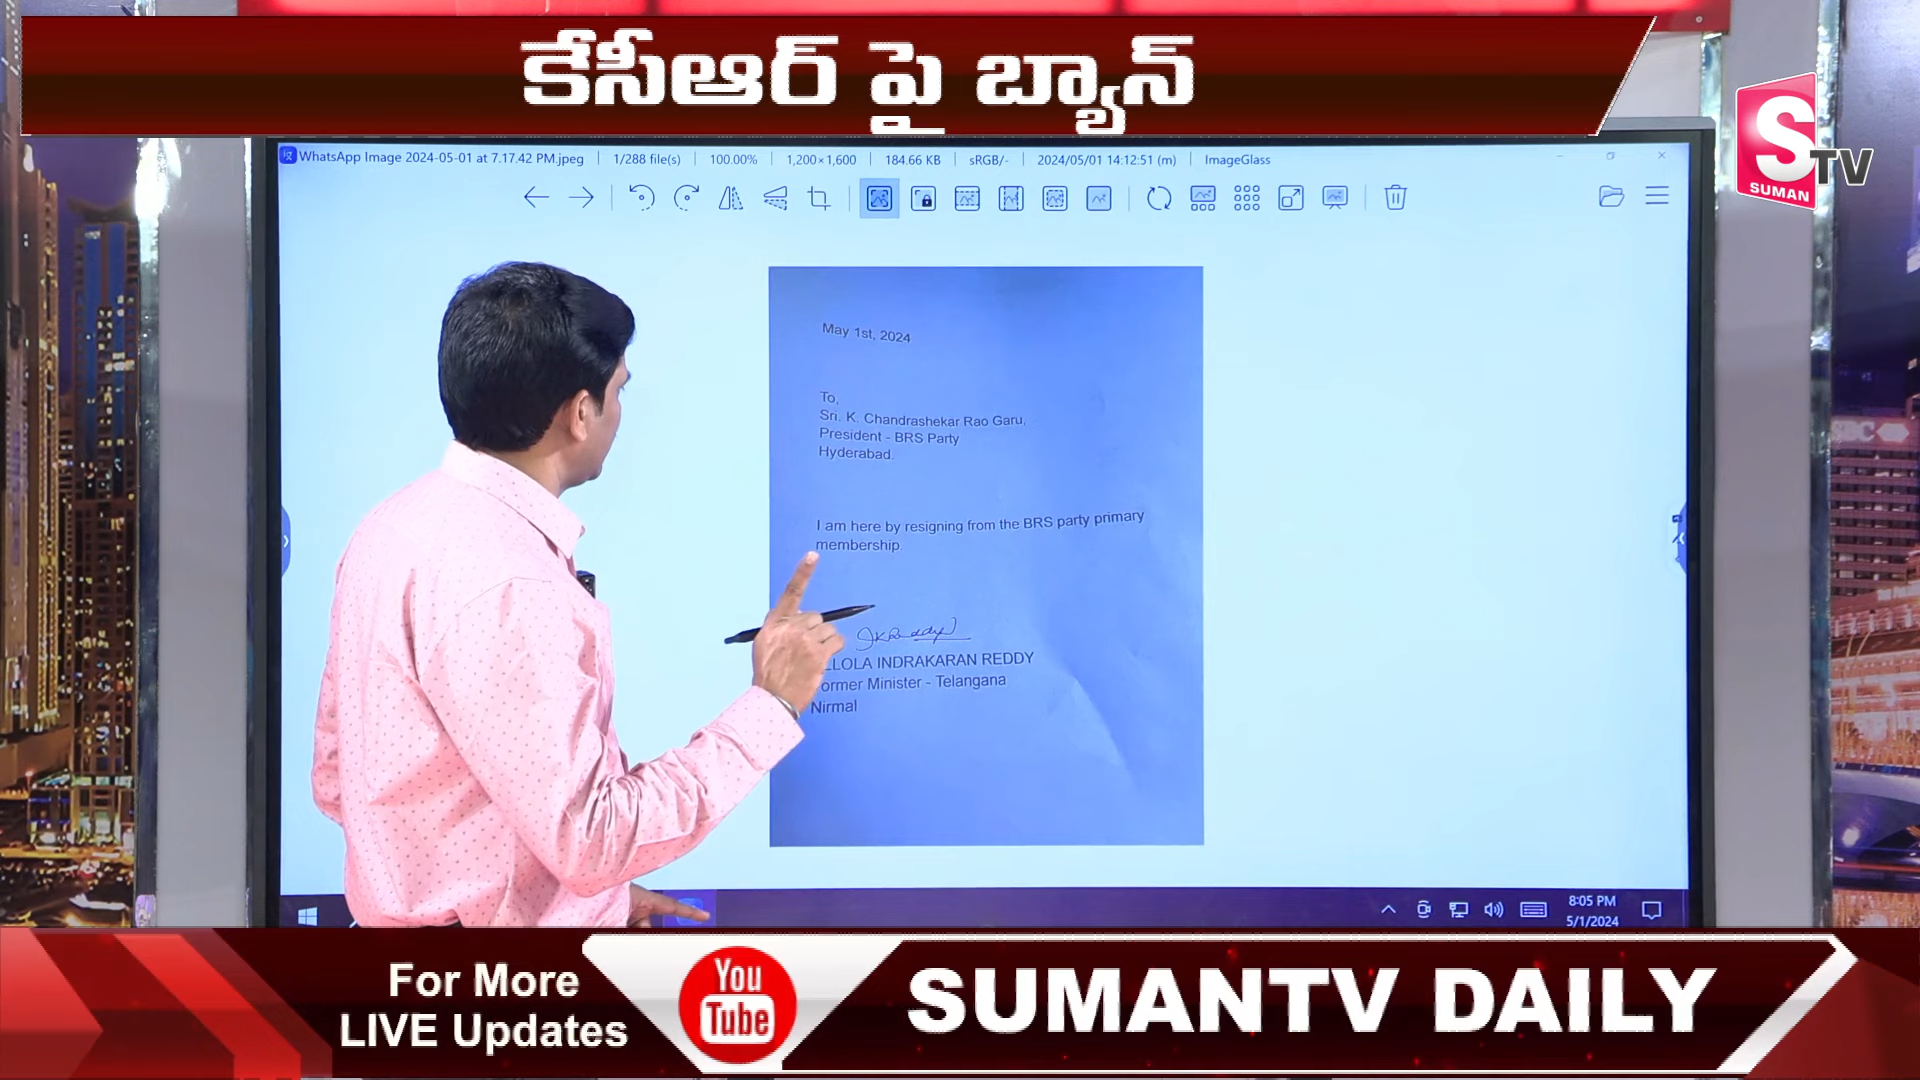 కేసీఆర్ పై బ్యాన్
S TV
SUMAN
WhatsApp Image 2024-05-01 at 7.17.42 PM.jpeg | 1/288 file(s) | 100.00% | 1,200×1,600 | 184.66 KB | sRGB/- | 2024/05/01 14:12:51 (m) | ImageGlass
May 1st, 2024
To,
Sri. K. Chandrashekar Rao Garu,
President - BRS Party
Hyderabad.
I am here by resigning from the BRS party primary
membership.
JKReddy
LOLA INDRAKARAN REDDY
ormer Minister - Telangana
Nirmal
8:05 PM
5/1/2024
For More
LIVE Updates
You
Tube
SUMANTV DAILY